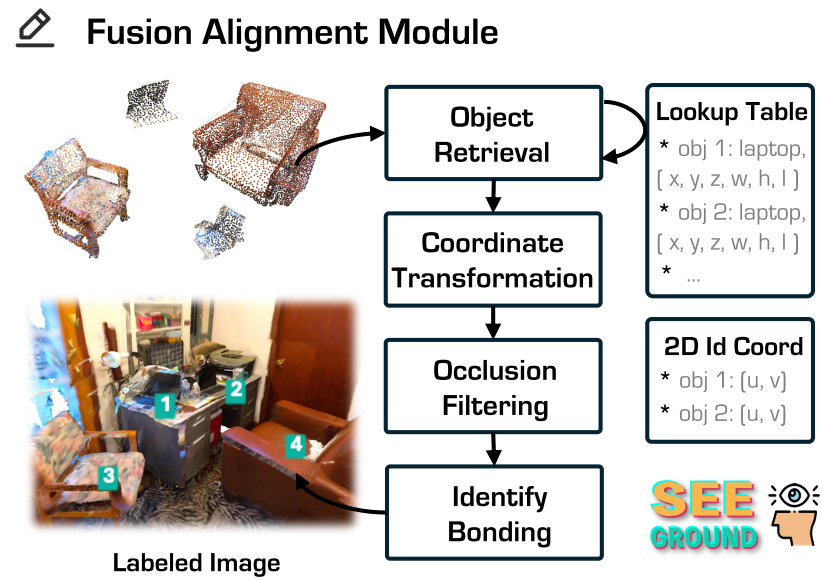 Fusion Alignment Module
Object
Retrieval
Coordinate
Transformation
Occlusion
Filtering
Identify
Bonding
Lookup Table
* obj 1: laptop,
( x, y, z, w, h, l )
* obj 2: laptop,
( x, y, z, w, h, l )
* ...
2D Id Coord
* obj 1: (u, v)
* obj 2: (u, v)
1
2
3
4
Labeled Image
SEE
GROUND